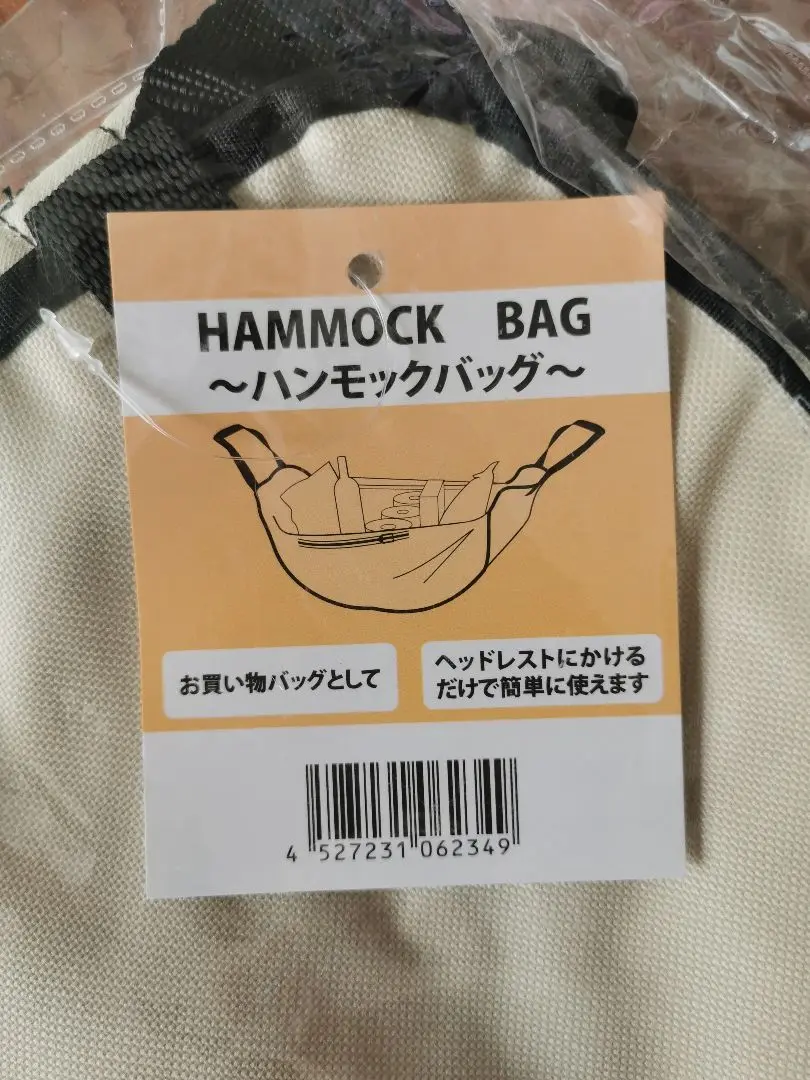 HAMMOCK BAG
～ハンモックバッグ～
お買い物バッグとして
ヘッドレストにかける
だけで簡単に使えます
4 527231 062349